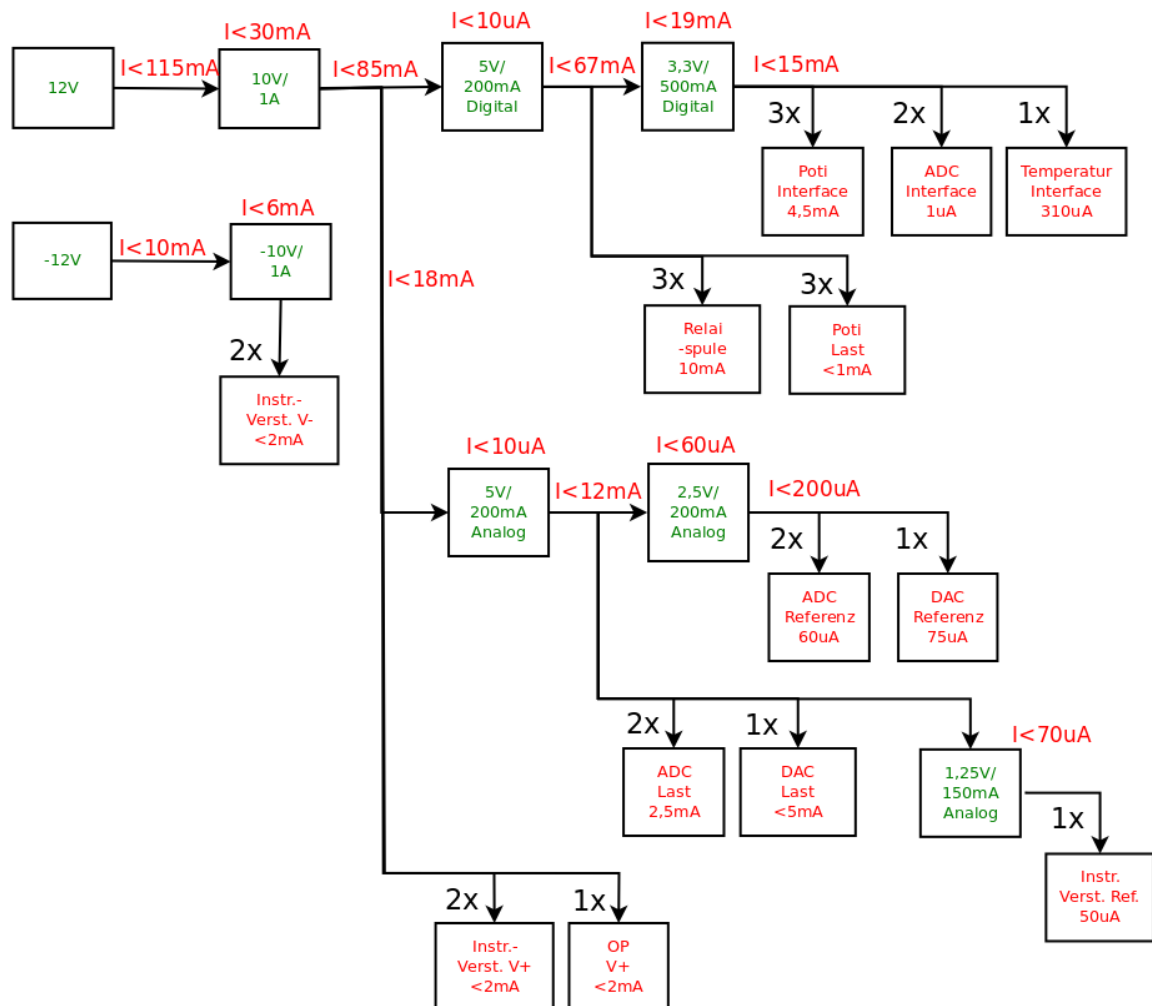 I<10uA
I<19mA
I<30mA
I<115mA
I<85mA
I<67mA
I<15mA
12V
10V/
1A
5V/
200mA
Digital
3,3V/
500mA
Digital
3x
2x
1x
Poti
Interface
4,5mA
ADC
Interface
1uA
Temperatur
Interface
310uA
I<6mA
I<10mA
-12V
-10V/
1A
I<18mA
2x
Instr.-
Verst. V-
<2mA
3x
3x
Relai
-spule
10mA
Poti
Last
<1mA
I<10uA
I<60uA
I<12mA
I<200uA
5V/
200mA
Analog
2,5V/
200mA
Analog
2x
1x
ADC
Referenz
60uA
DAC
Referenz
75uA
2x
1x
I<70uA
ADC
Last
2,5mA
DAC
Last
<5mA
1,25V/
150mA
Analog
1x
Instr.
Verst. Ref.
50uA
2x
1x
Instr.-
Verst. V+
<2mA
OP
V+
<2mA